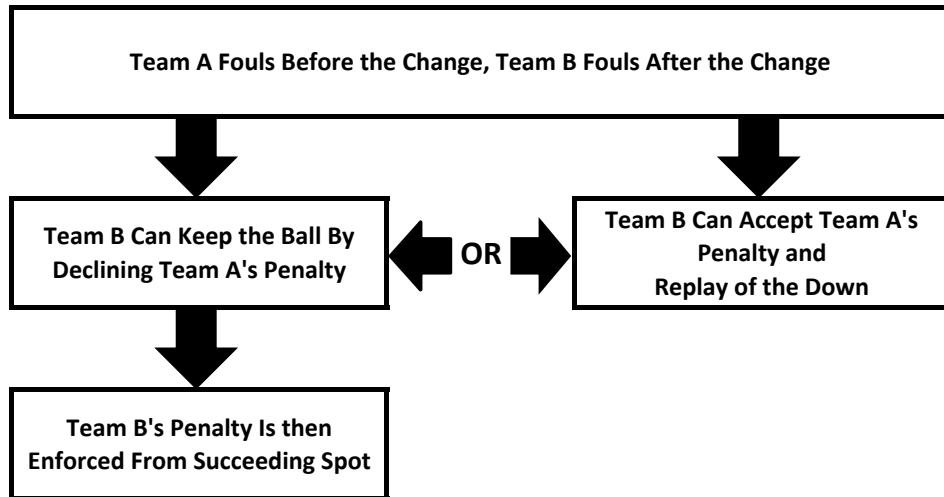 Team A Fouls Before the Change, Team B Fouls After the Change
Team B Can Keep the Ball By
Declining Team A's Penalty
OR
Team B Can Accept Team A's
Penalty and
Replay of the Down
Team B's Penalty Is then
Enforced From Succeeding Spot